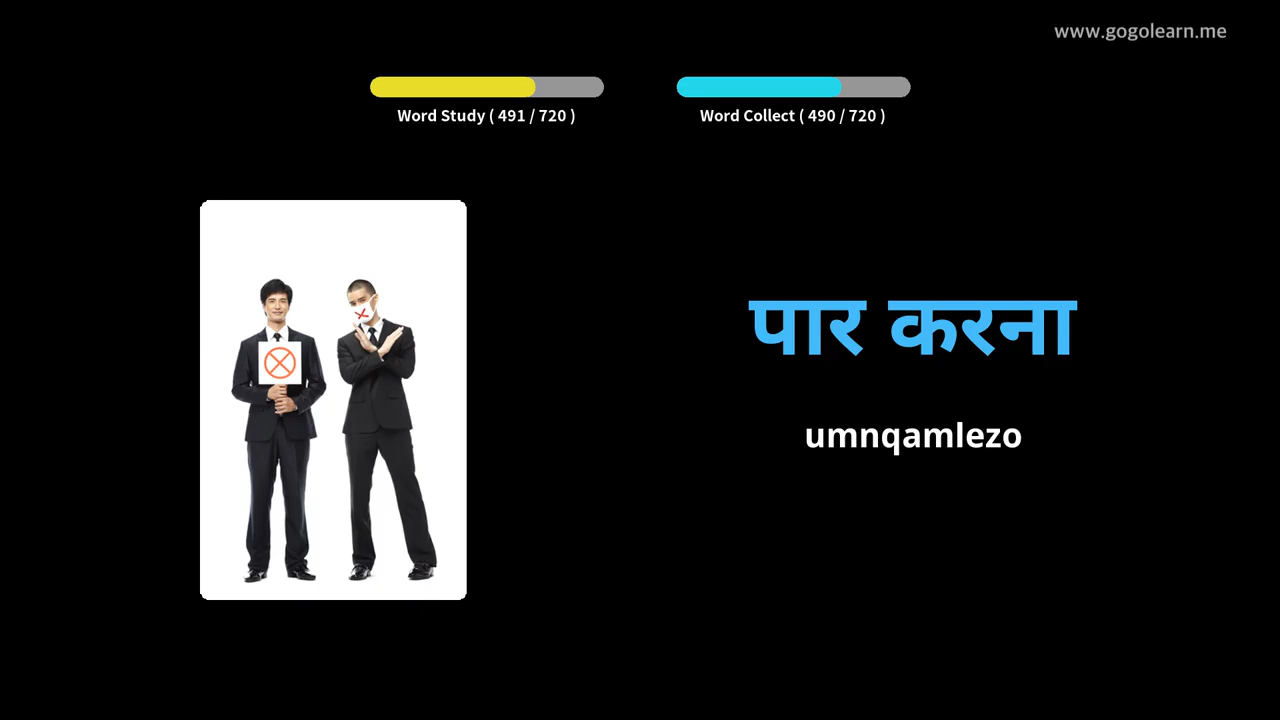 www.gogolearn.me
Word Study ( 491 / 720 )
Word Collect ( 490 / 720 )
पार करना
umnqamlezo